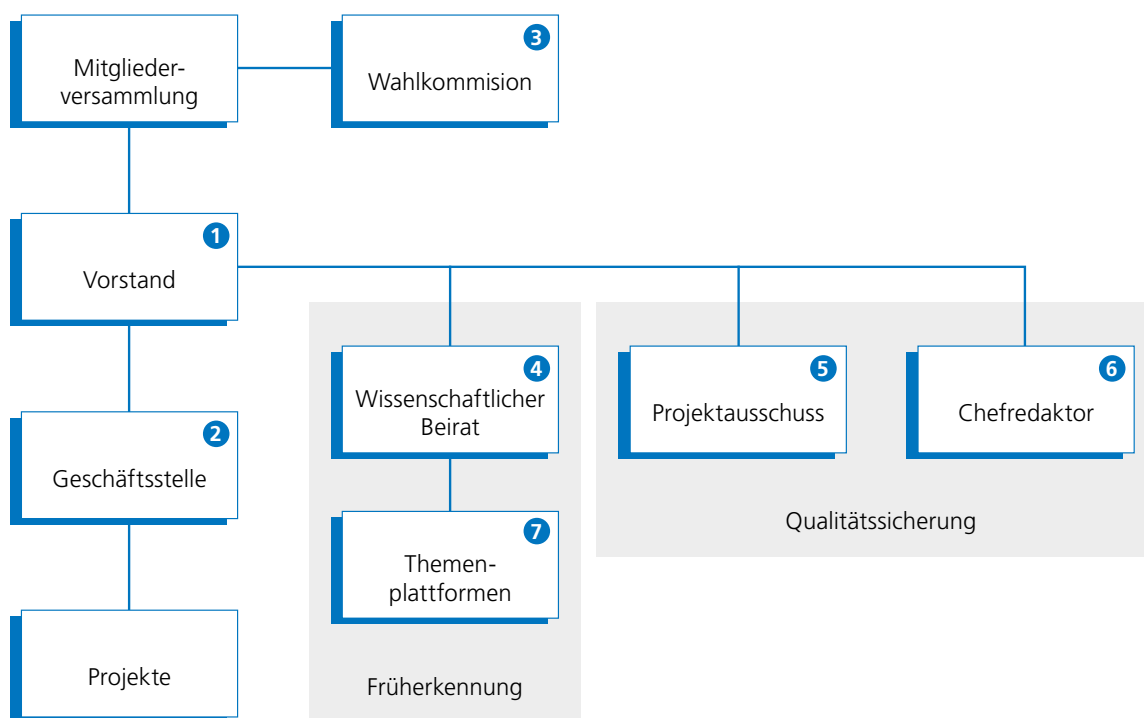 Mitglieder-
versammlung
3
Wahlkommision
1
Vorstand
4
Wissenschaftlicher
Beirat
5
Projektausschuss
6
Chefredaktor
2
Geschäftsstelle
7
Themen-
plattformen
Qualitätssicherung
Projekte
Früherkennung